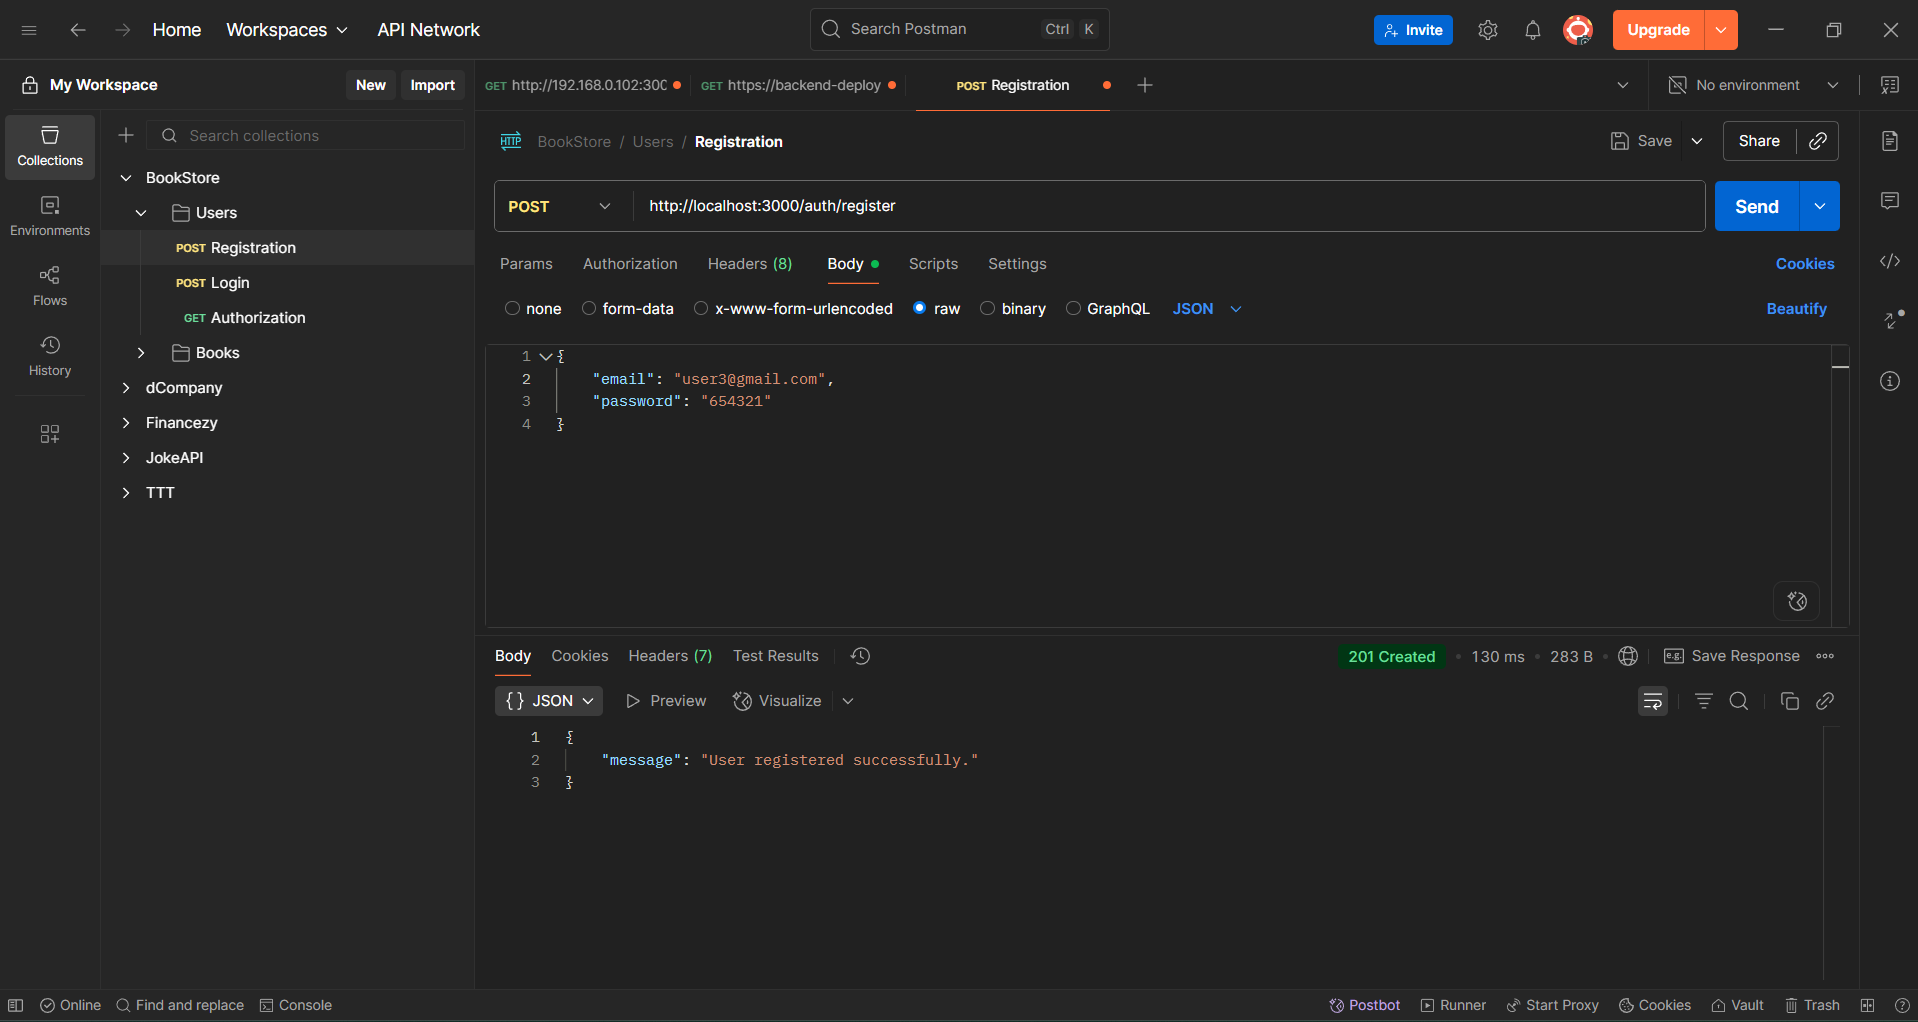 Home Workspaces API Network Search Postman Ctrl K Invite Upgrade
My Workspace New Import GET http://192.168.0.102:300 GET https://backend-deploy POST Registration No environment
Search collections
Collections
Environments
Flows
History
BookStore
Users
POST Registration
POST Login
GET Authorization
Books
dCompany
Financezy
JokeAPI
TTT
HTTP BookStore / Users / Registration Save Share
POST http://localhost:3000/auth/register Send
Params Authorization Headers (8) Body Scripts Settings Cookies
none form-data x-www-form-urlencoded raw binary GraphQL JSON Beautify
1 {
2 "email": "user3@gmail.com",
3 "password": "654321"
4 }
Body Cookies Headers (7) Test Results 201 Created 130 ms 283 B e.g. Save Response
{} JSON Preview Visualize
1 {
2 "message": "User registered successfully."
3 }
Online Find and replace Console Postbot Runner Start Proxy Cookies Vault Trash